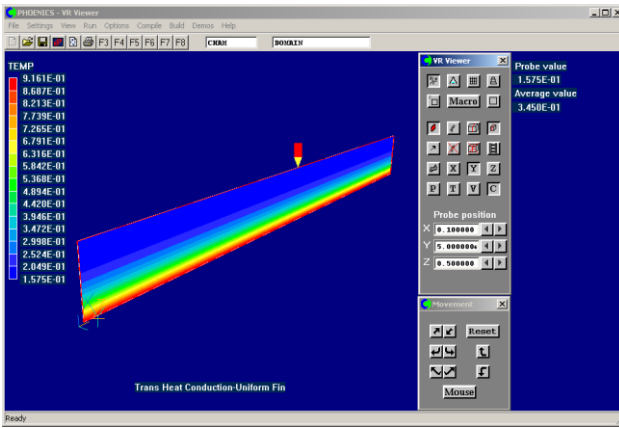 PHOENICS - VR Viewer
File Settings View Run Options Compile Build Demos Help
F3 F4 F5 F6 F7 F8 CHAM DOMAIN
TEMP
9.161E-01
8.687E-01
8.213E-01
7.739E-01
7.265E-01
6.791E-01
6.316E-01
5.842E-01
5.368E-01
4.894E-01
4.420E-01
3.946E-01
3.472E-01
2.998E-01
2.524E-01
2.049E-01
1.575E-01
Trans Heat Conduction-Uniform Fin
VR Viewer
Macro
X Y Z
P T V C
Probe position
X 0.100000
Y 5.000000e
Z 0.500000
Movement
Reset
Mouse
Probe value
1.575E-01
Average value
3.450E-01
Ready